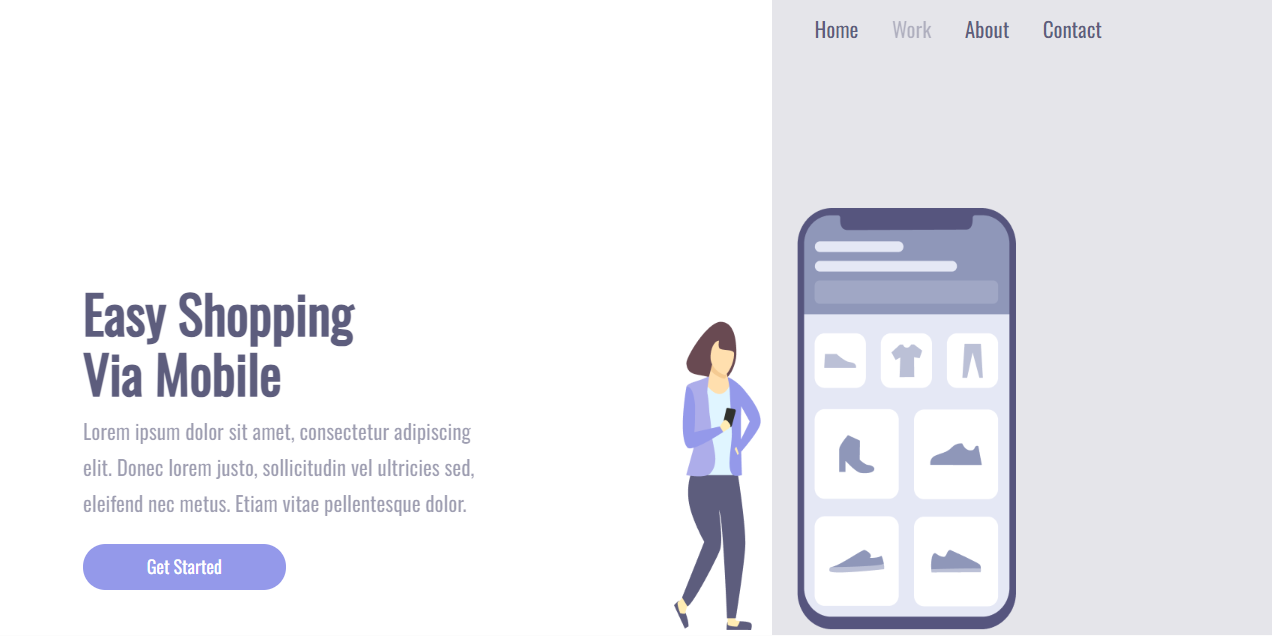 Home Work About Contact
Easy Shopping
Via Mobile
Lorem ipsum dolor sit amet, consectetur adipiscing
elit. Donec lorem justo, sollicitudin vel ultricies sed,
eleifend nec metus. Etiam vitae pellentesque dolor.
Get Started